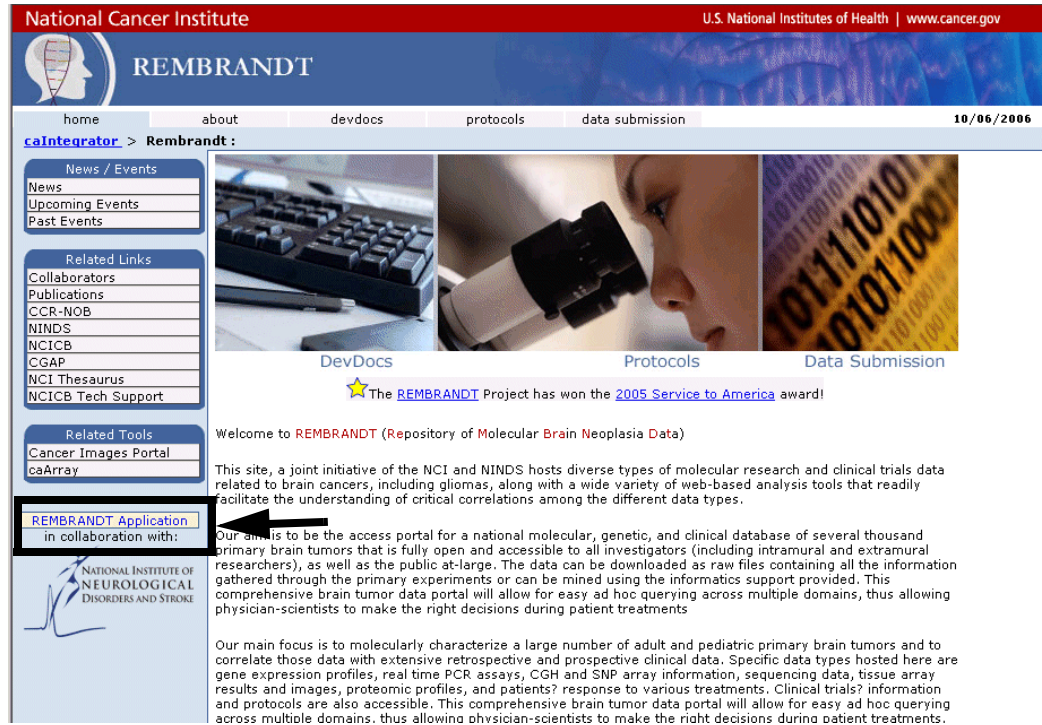 National Cancer Institute
U.S. National Institutes of Health | www.cancer.gov
REMBRANDT
home about devdocs protocols data submission 10/06/2006
caIntegrator > Rembrandt :
News / Events
News
Upcoming Events
Past Events
Related Links
Collaborators
Publications
CCR-NOB
NINDS
NCICB
CGAP
NCI Thesaurus
NCICB Tech Support
Related Tools
Cancer Images Portal
caArray
REMBRANDT Application
in collaboration with:
NATIONAL INSTITUTE OF
NEUROLOGICAL
DISORDERS AND STROKE
DevDocs Protocols Data Submission
The REMBRANDT Project has won the 2005 Service to America award!
Welcome to REMBRANDT (Repository of Molecular Brain Neoplasia Data)
This site, a joint initiative of the NCI and NINDS hosts diverse types of molecular research and clinical trials data
related to brain cancers, including gliomas, along with a wide variety of web-based analysis tools that readily
facilitate the understanding of critical correlations among the different data types.
Our aim is to be the access portal for a national molecular, genetic, and clinical database of several thousand
primary brain tumors that is fully open and accessible to all investigators (including intramural and extramural
researchers), as well as the public at-large. The data can be downloaded as raw files containing all the information
gathered through the primary experiments or can be mined using the informatics support provided. This
comprehensive brain tumor data portal will allow for easy ad hoc querying across multiple domains, thus allowing
physician-scientists to make the right decisions during patient treatments
Our main focus is to molecularly characterize a large number of adult and pediatric primary brain tumors and to
correlate those data with extensive retrospective and prospective clinical data. Specific data types hosted here are
gene expression profiles, real time PCR assays, CGH and SNP array information, sequencing data, tissue array
results and images, proteomic profiles, and patients? response to various treatments. Clinical trials? information
and protocols are also accessible. This comprehensive brain tumor data portal will allow for easy ad hoc querying
across multiple domains, thus allowing physician-scientists to make the right decisions during patient treatments.